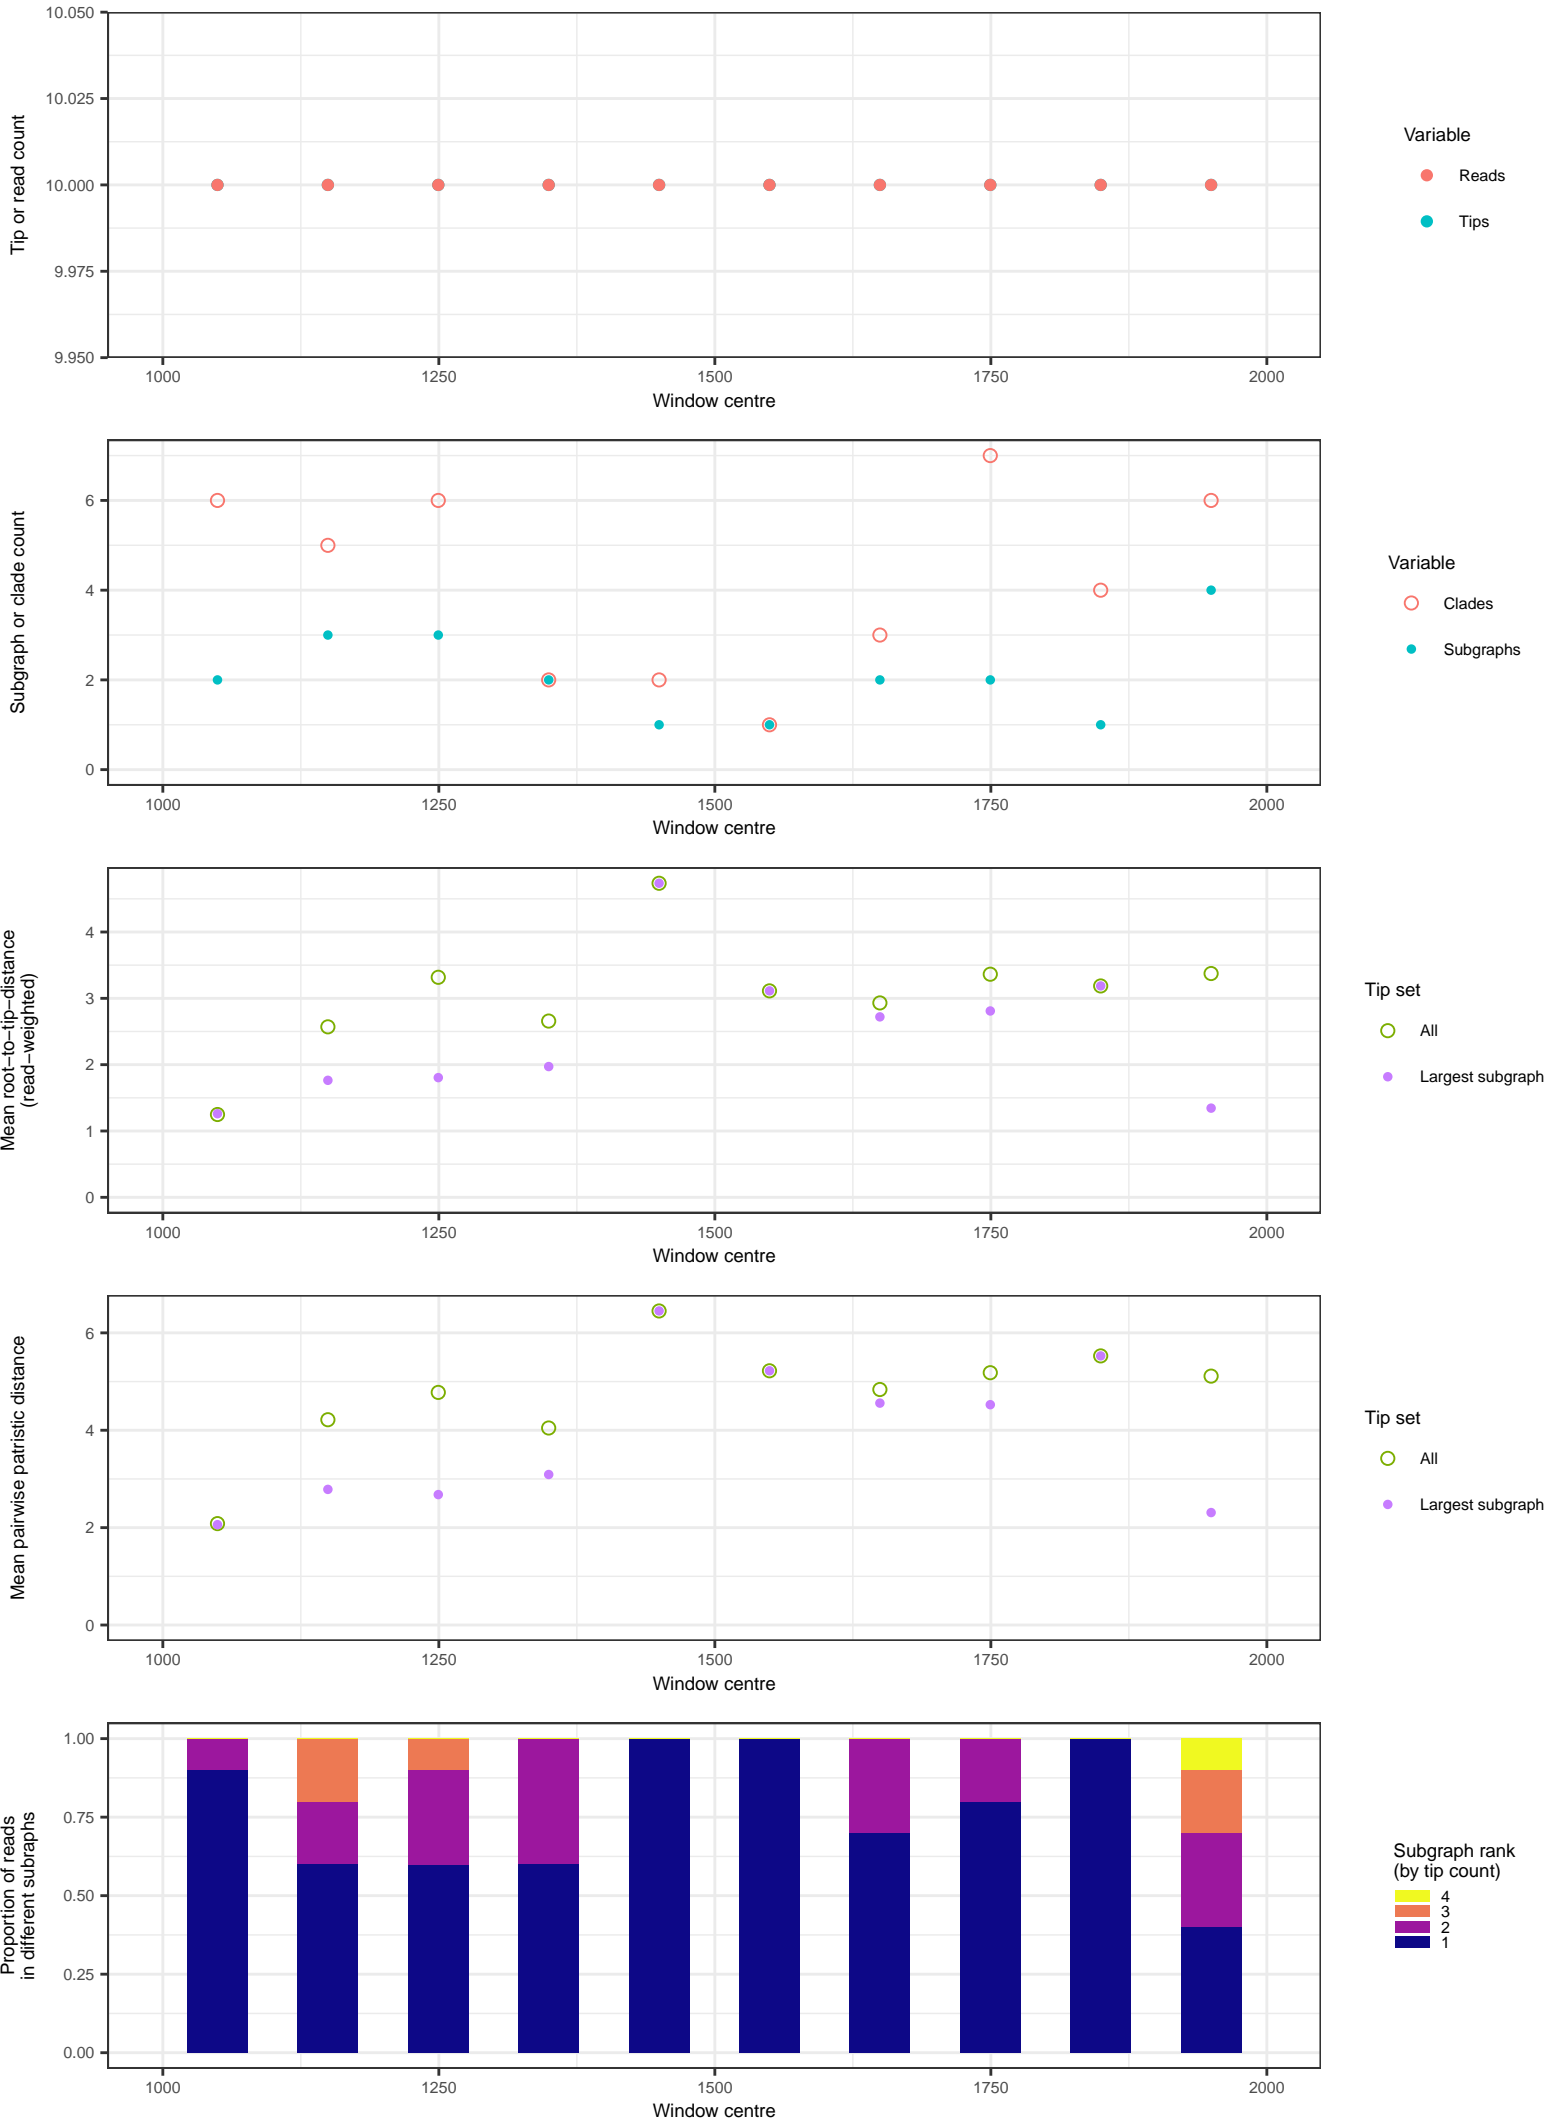 Tip or read count
10.050
10.025
10.000
9.975
9.950
1000 1250 1500 1750 2000
Window centre
Variable
Reads
Tips
Subgraph or clade count
6
4
2
0
1000 1250 1500 1750 2000
Window centre
Variable
Clades
Subgraphs
Mean root−to−tip−distance
(read−weighted)
4
3
2
1
0
1000 1250 1500 1750 2000
Window centre
Tip set
All
Largest subgraph
Mean pairwise patristic distance
6
4
2
0
1000 1250 1500 1750 2000
Window centre
Tip set
All
Largest subgraph
Proportion of reads
in different subraphs
1.00
0.75
0.50
0.25
0.00
1000 1250 1500 1750 2000
Window centre
Subgraph rank
(by tip count)
4
3
2
1